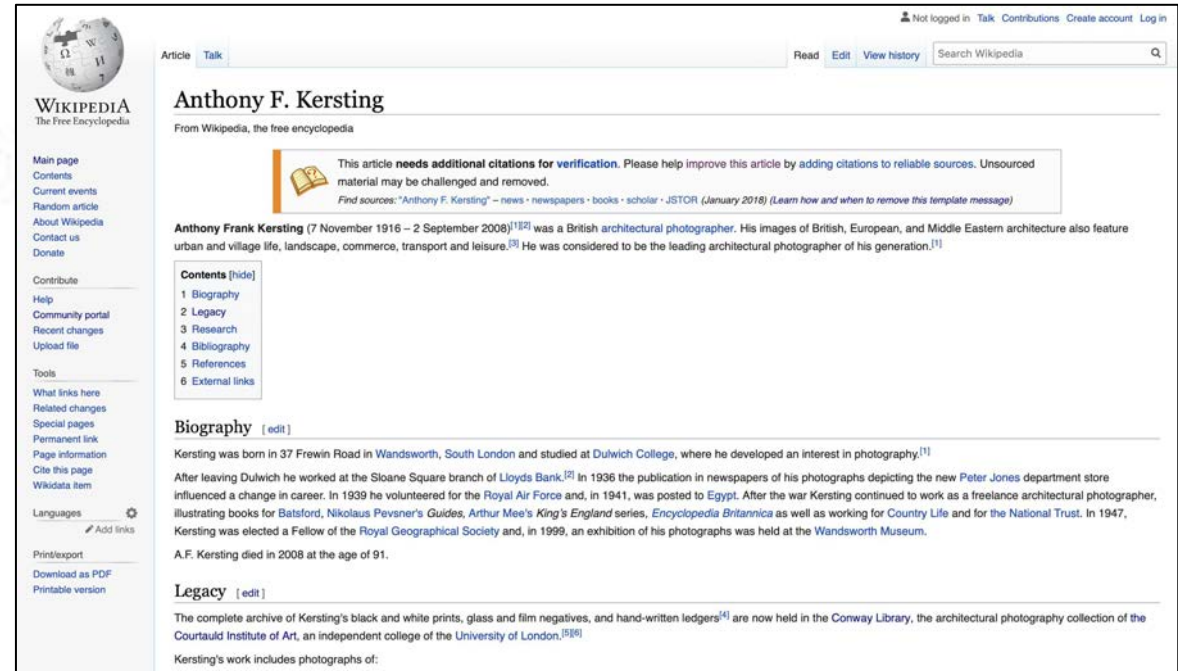 Not logged in Talk Contributions Create account Log in
Article Talk
Read Edit View history Search Wikipedia
WIKIPEDIA
The Free Encyclopedia
Main page
Contents
Current events
Random article
About Wikipedia
Contact us
Donate
Contribute
Help
Community portal
Recent changes
Upload file
Tools
What links here
Related changes
Special pages
Permanent link
Page information
Cite this page
Wikidata item
Languages
Add links
Print/export
Download as PDF
Printable version
Anthony F. Kersting
From Wikipedia, the free encyclopedia
This article needs additional citations for verification. Please help improve this article by adding citations to reliable sources. Unsourced
material may be challenged and removed.
Find sources: "Anthony F. Kersting" – news · newspapers · books · scholar · JSTOR (January 2018) (Learn how and when to remove this template message)
Anthony Frank Kersting (7 November 1916 – 2 September 2008)[1][2] was a British architectural photographer. His images of British, European, and Middle Eastern architecture also feature
urban and village life, landscape, commerce, transport and leisure.[3] He was considered to be the leading architectural photographer of his generation.[1]
Contents [hide]
1 Biography
2 Legacy
3 Research
4 Bibliography
5 References
6 External links
Biography [ edit ]
Kersting was born in 37 Frewin Road in Wandsworth, South London and studied at Dulwich College, where he developed an interest in photography.[1]
After leaving Dulwich he worked at the Sloane Square branch of Lloyds Bank.[2] In 1936 the publication in newspapers of his photographs depicting the new Peter Jones department store
influenced a change in career. In 1939 he volunteered for the Royal Air Force and, in 1941, was posted to Egypt. After the war Kersting continued to work as a freelance architectural photographer,
illustrating books for Batsford, Nikolaus Pevsner's Guides, Arthur Mee's King's England series, Encyclopedia Britannica as well as working for Country Life and for the National Trust. In 1947,
Kersting was elected a Fellow of the Royal Geographical Society and, in 1999, an exhibition of his photographs was held at the Wandsworth Museum.
A.F. Kersting died in 2008 at the age of 91.
Legacy [ edit ]
The complete archive of Kersting's black and white prints, glass and film negatives, and hand-written ledgers[4] are now held in the Conway Library, the architectural photography collection of the
Courtauld Institute of Art, an independent college of the University of London.[5][6]
Kersting's work includes photographs of: